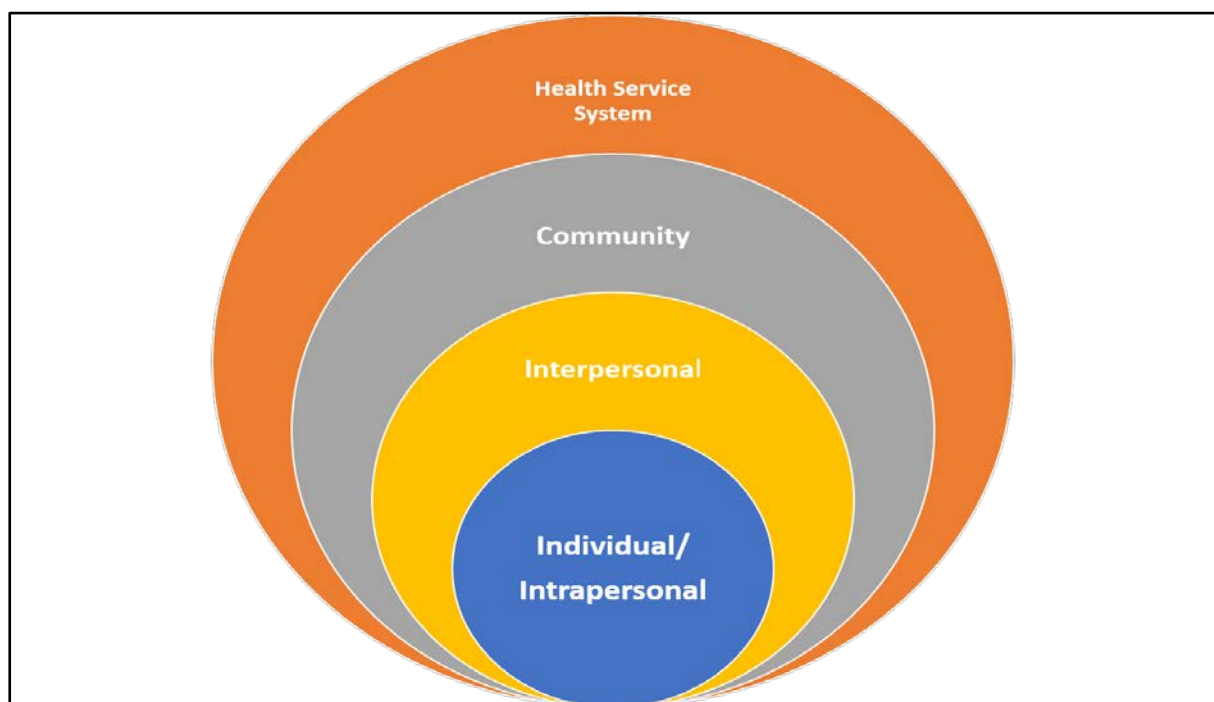 Health Service
System
Community
Interpersonal
Individual/
Intrapersonal